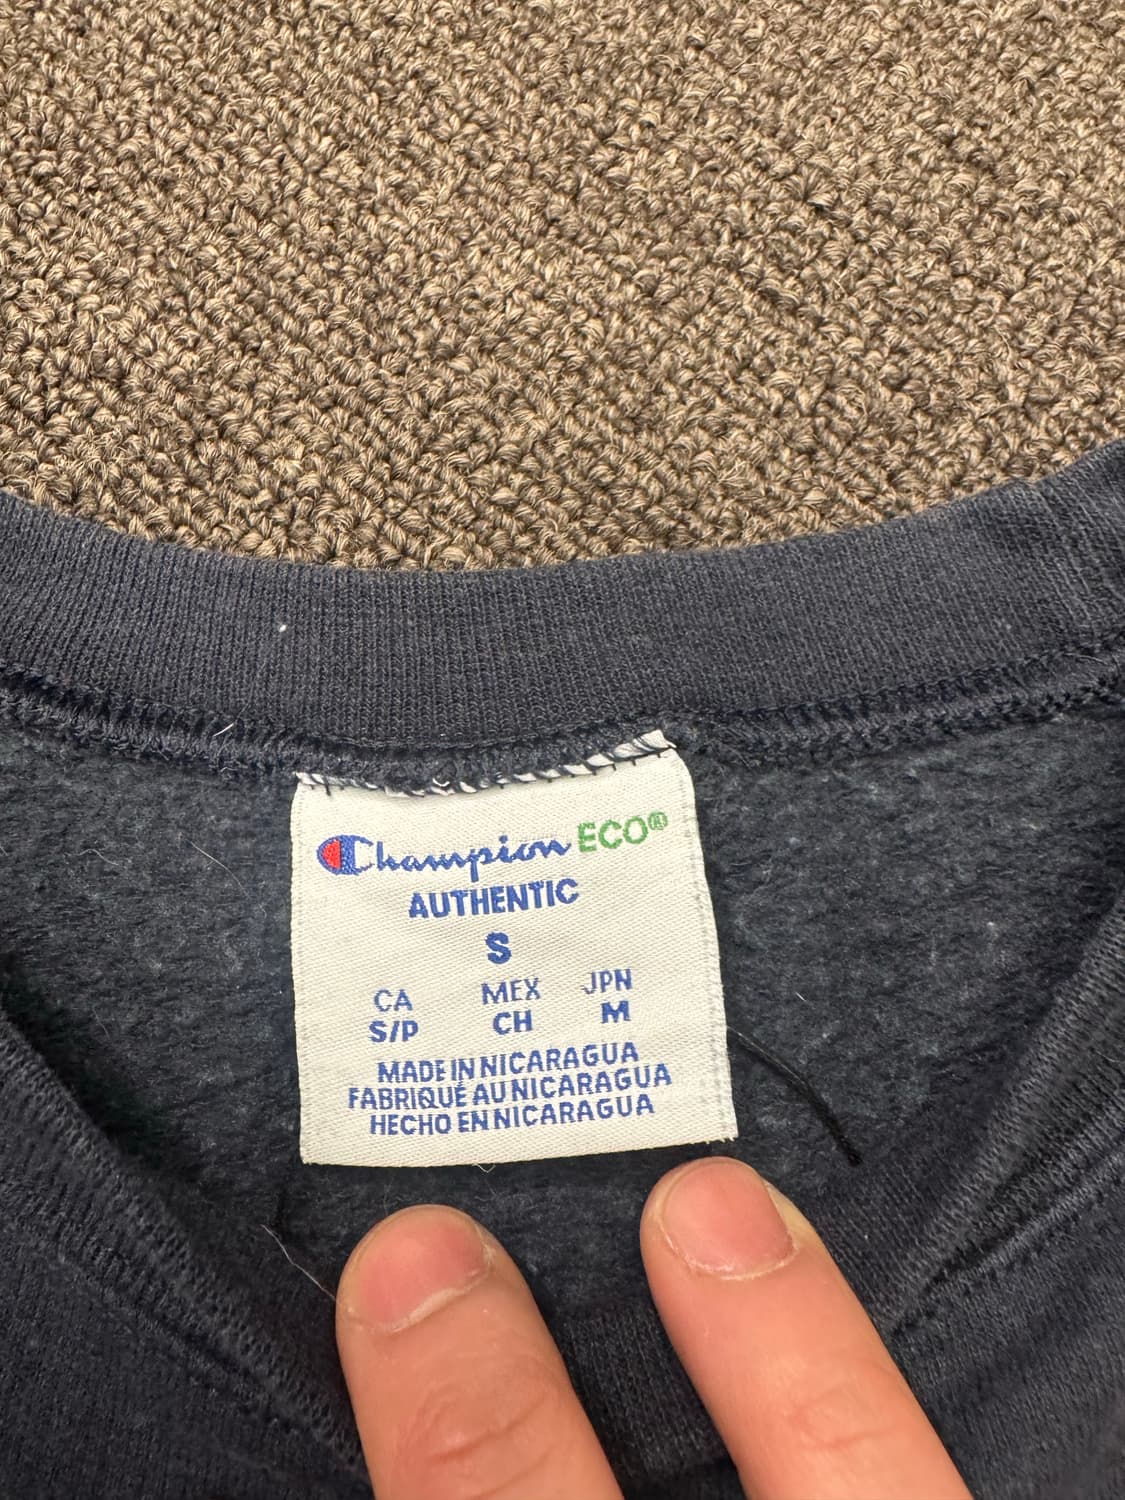 Champion ECO®
AUTHENTIC
S
CA MEX JPN
S/P CH M
MADE IN NICARAGUA
FABRIQUÉ AU NICARAGUA
HECHO EN NICARAGUA